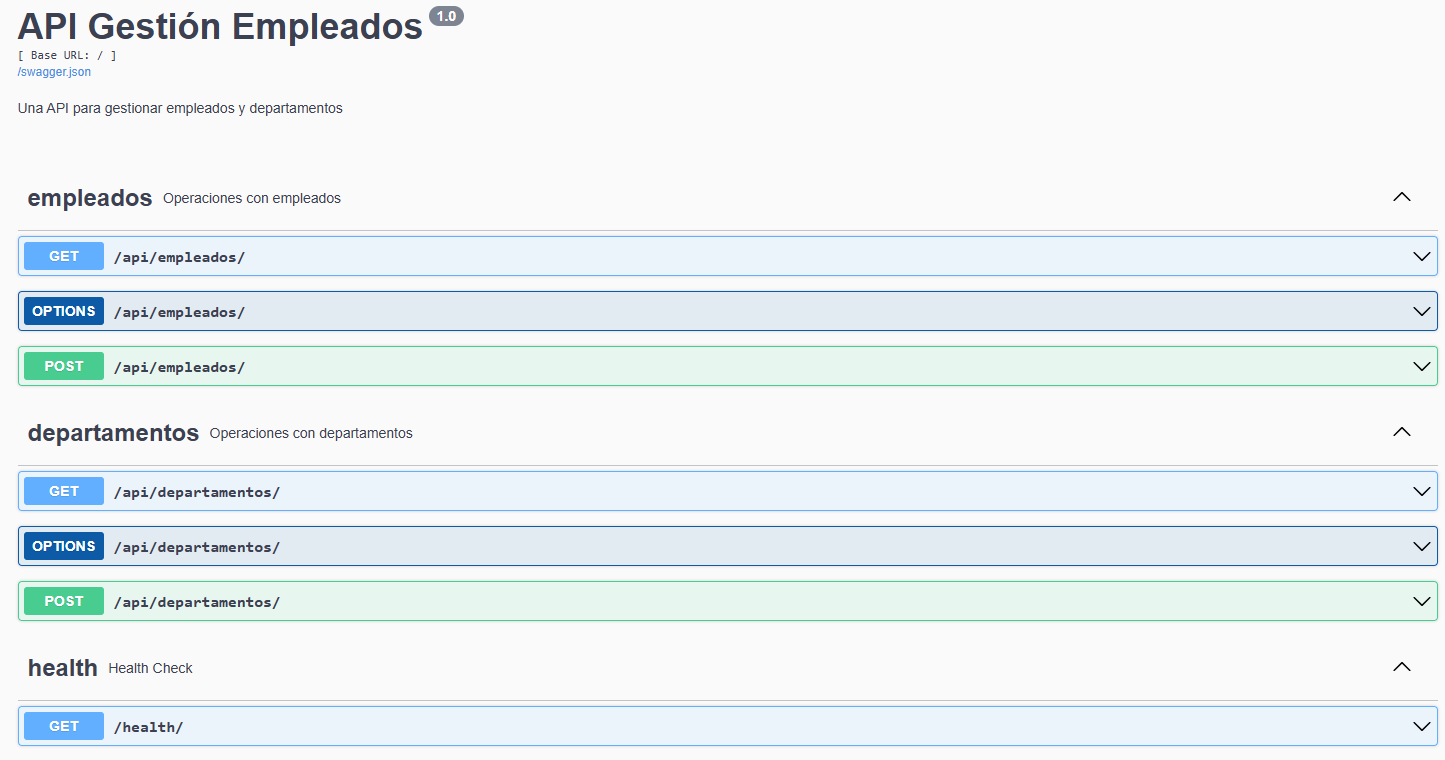 API Gestión Empleados 1.0
[ Base URL: / ]
/swagger.json
Una API para gestionar empleados y departamentos
empleados Operaciones con empleados
GET /api/empleados/
OPTIONS /api/empleados/
POST /api/empleados/
departamentos Operaciones con departamentos
GET /api/departamentos/
OPTIONS /api/departamentos/
POST /api/departamentos/
health Health Check
GET /health/